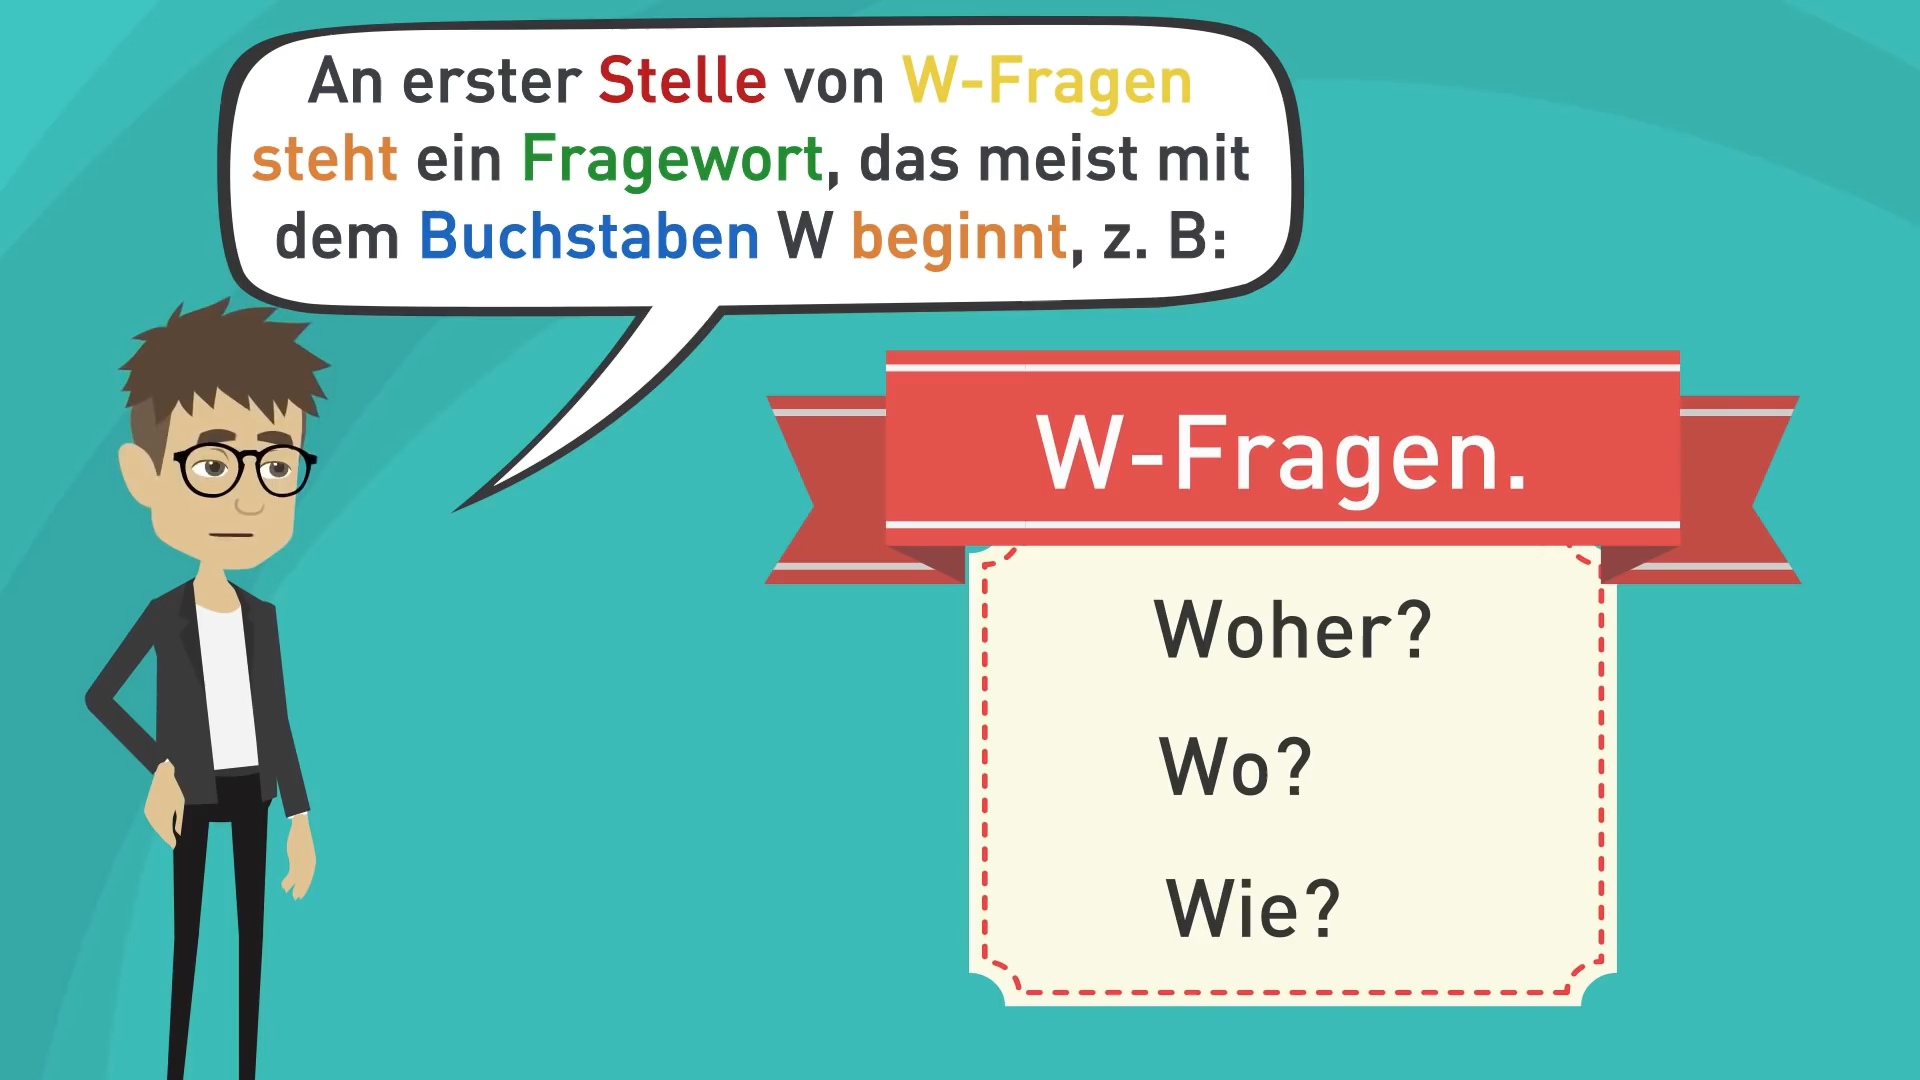 An erster Stelle von W-Fragen
steht ein Fragewort, das meist mit
dem Buchstaben W beginnt, z. B:
W-Fragen.
Woher?
Wo?
Wie?